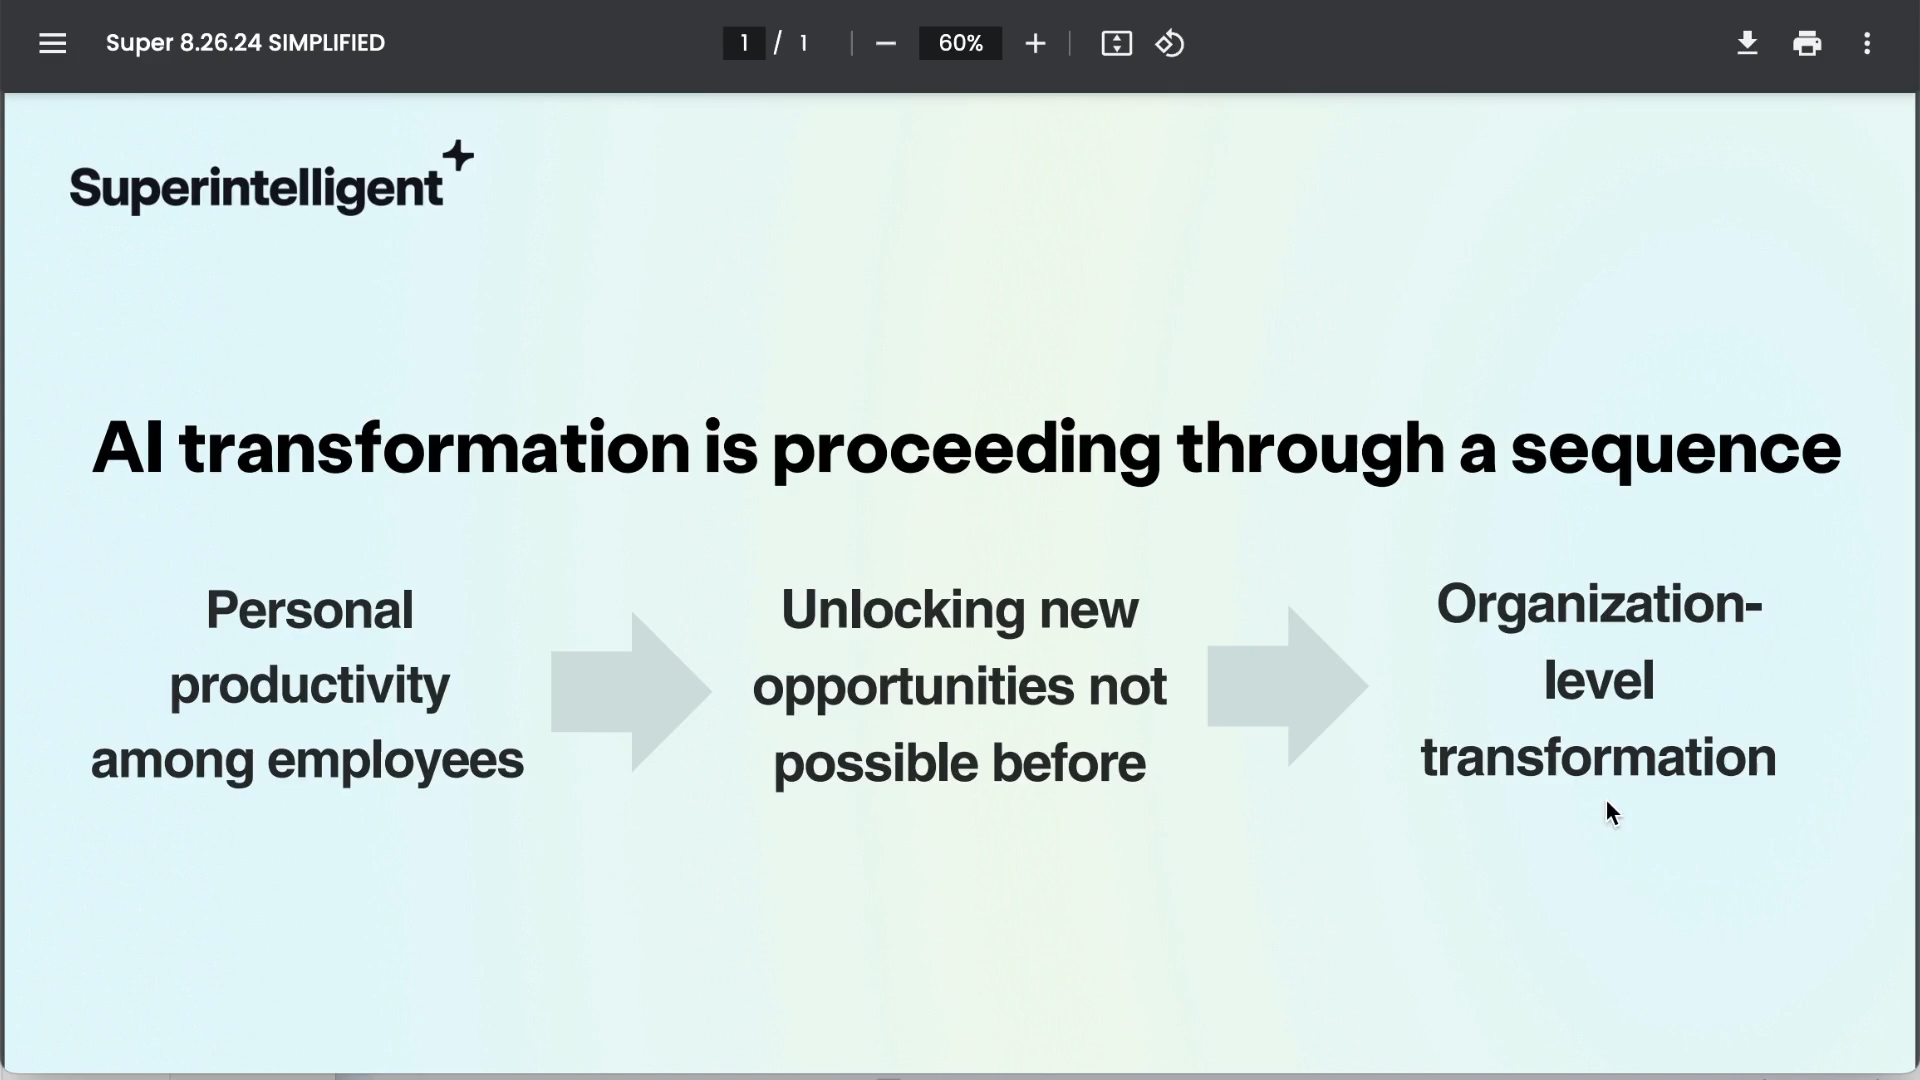 Super 8.26.24 SIMPLIFIED
1 / 1
60%
Superintelligent
AI transformation is proceeding through a sequence
Personal
productivity
among employees
Unlocking new
opportunities not
possible before
Organization-
level
transformation